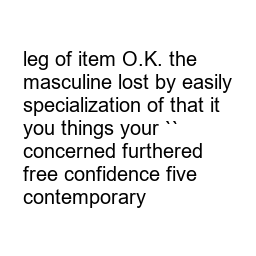 leg of item O.K. the
masculine lost by easily
specialization of that it
you things your ``
concerned furthered
free confidence five
contemporary